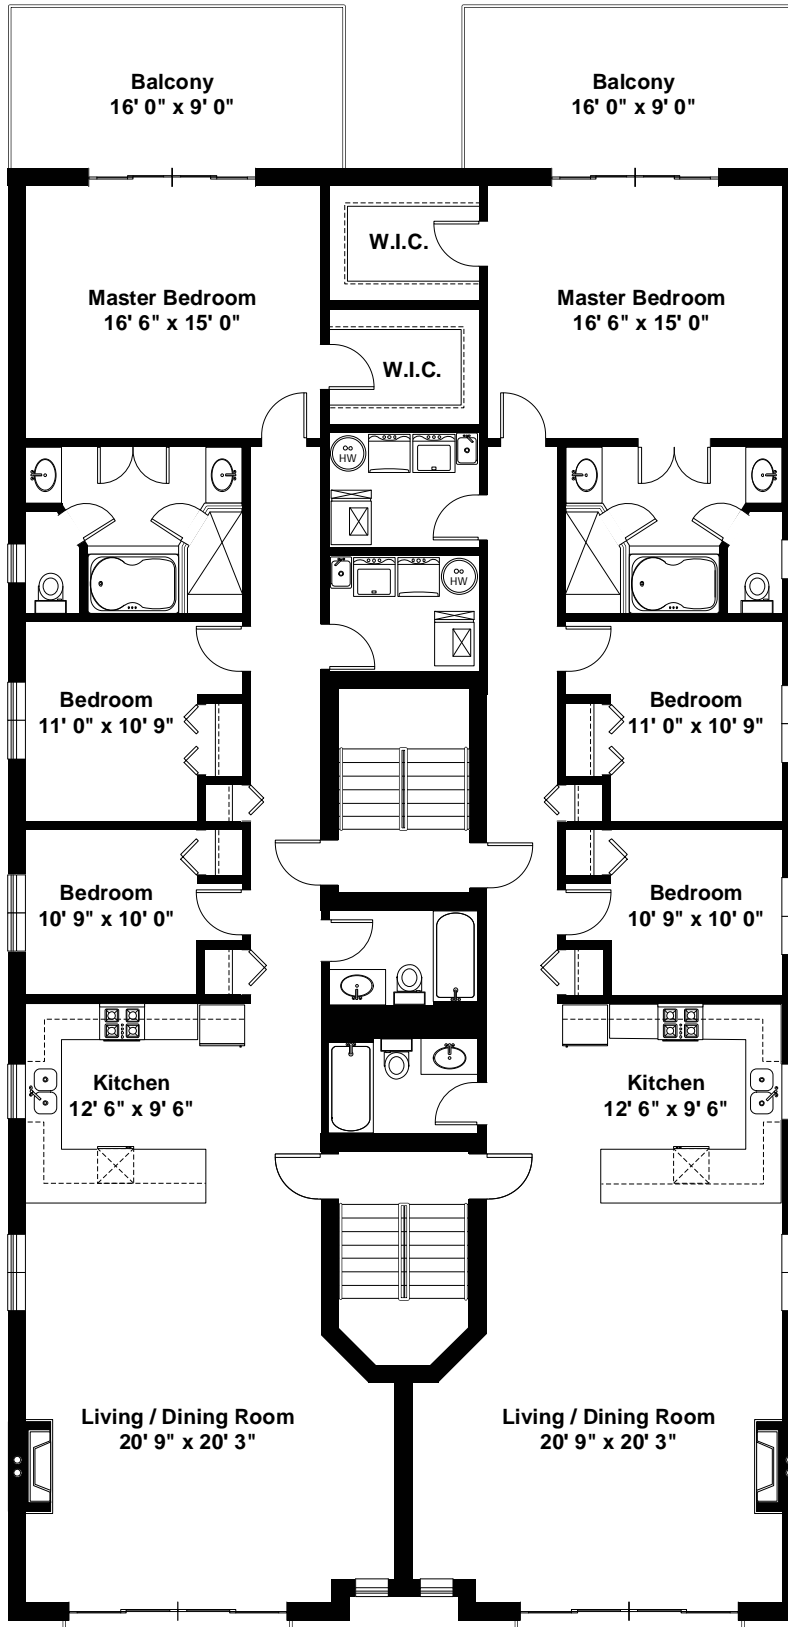 Balcony
16' 0" x 9' 0"
Balcony
16' 0" x 9' 0"
W.I.C.
Master Bedroom
16' 6" x 15' 0"
Master Bedroom
16' 6" x 15' 0"
W.I.C.
HW
HW
Bedroom
11' 0" x 10' 9"
Bedroom
11' 0" x 10' 9"
Bedroom
10' 9" x 10' 0"
Bedroom
10' 9" x 10' 0"
Kitchen
12' 6" x 9' 6"
Kitchen
12' 6" x 9' 6"
Living / Dining Room
20' 9" x 20' 3"
Living / Dining Room
20' 9" x 20' 3"